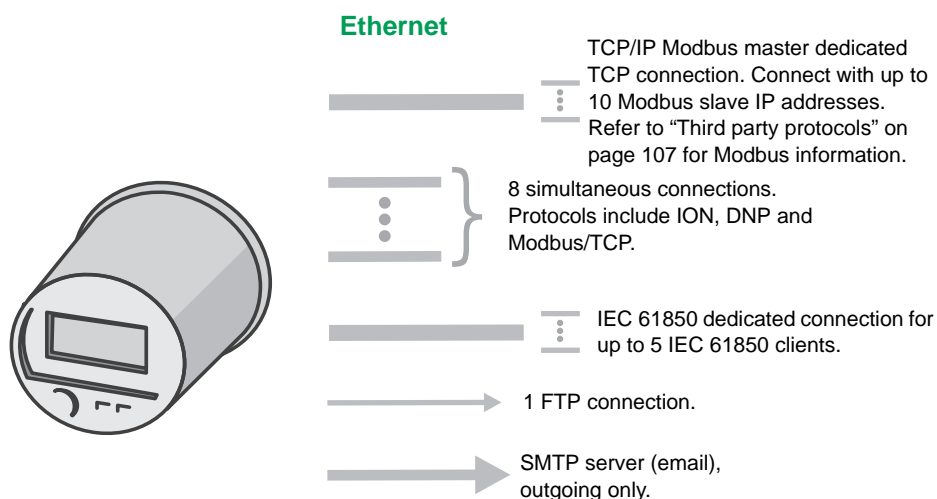 Ethernet
TCP/IP Modbus master dedicated
TCP connection. Connect with up to
10 Modbus slave IP addresses.
Refer to “Third party protocols” on
page 107 for Modbus information.
8 simultaneous connections.
Protocols include ION, DNP and
Modbus/TCP.
IEC 61850 dedicated connection for
up to 5 IEC 61850 clients.
1 FTP connection.
SMTP server (email),
outgoing only.